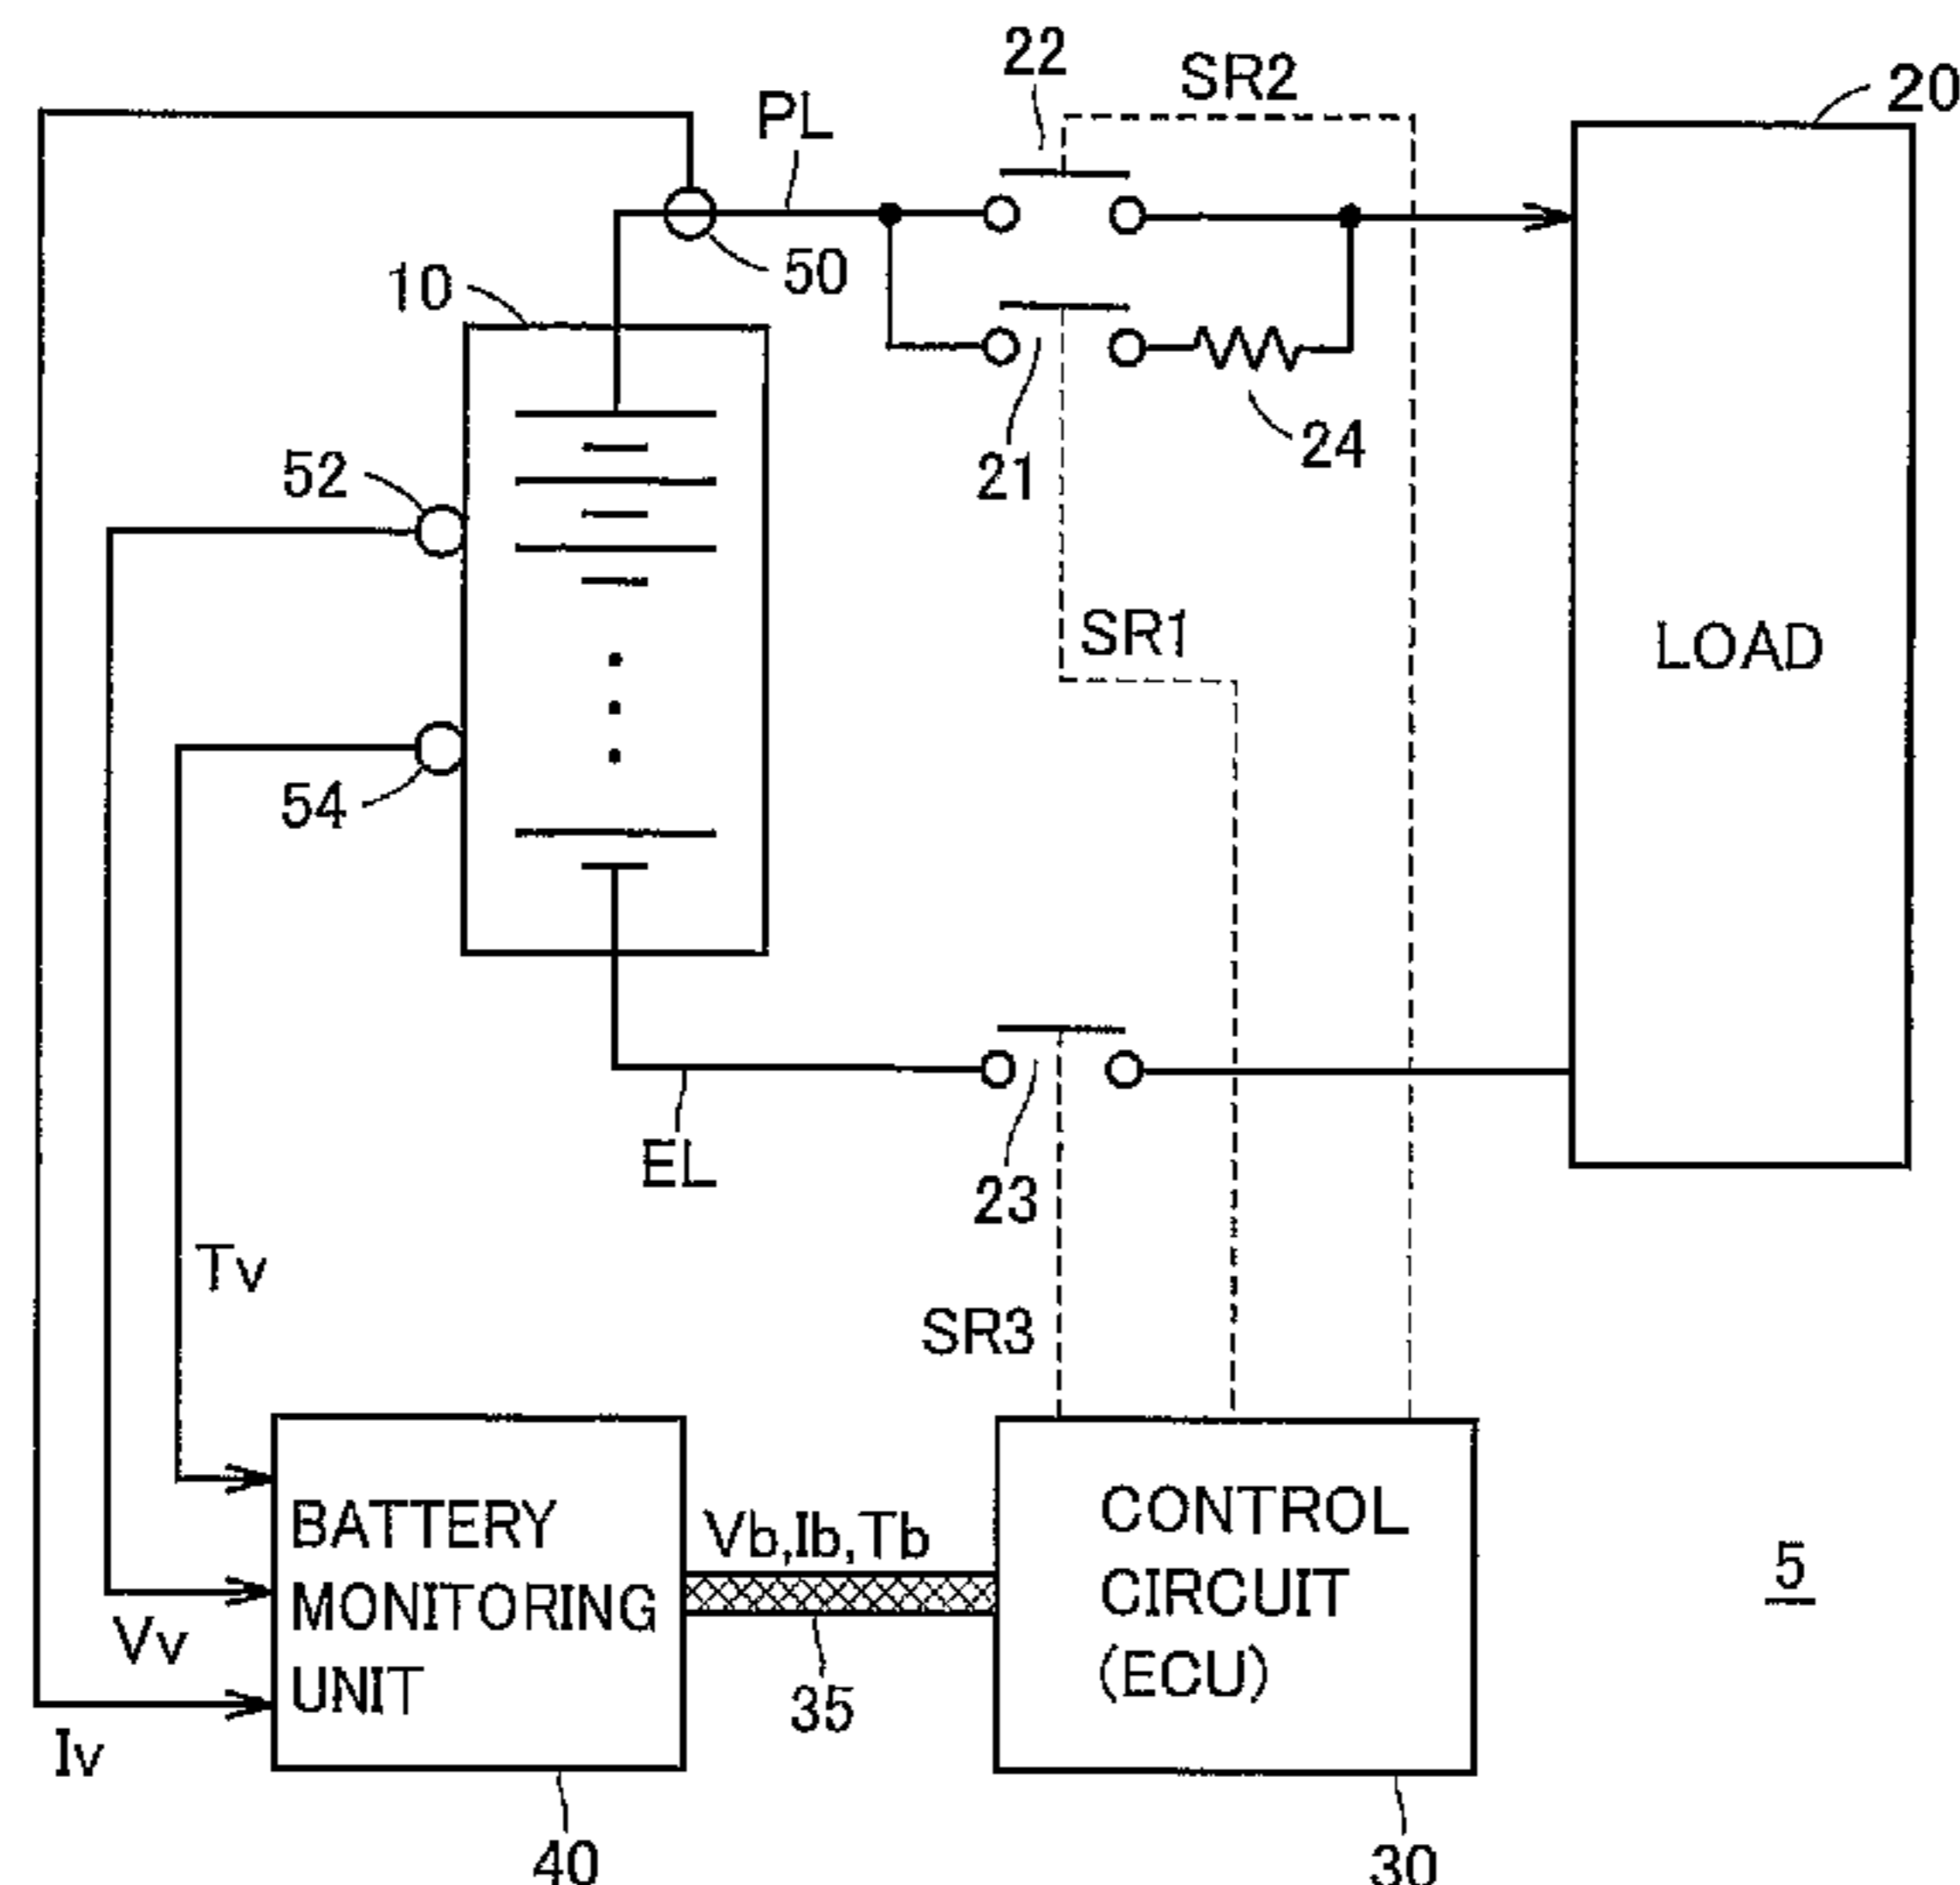 22
SR2
20
PL
50
10
52
21
24
SR1
LOAD
54
EL
23
Tv
SR3
BATTERY
MONITORING
UNIT
Vb,Ib,Tb
CONTROL
CIRCUIT
(ECU)
5
Vv
35
Iv
40
30